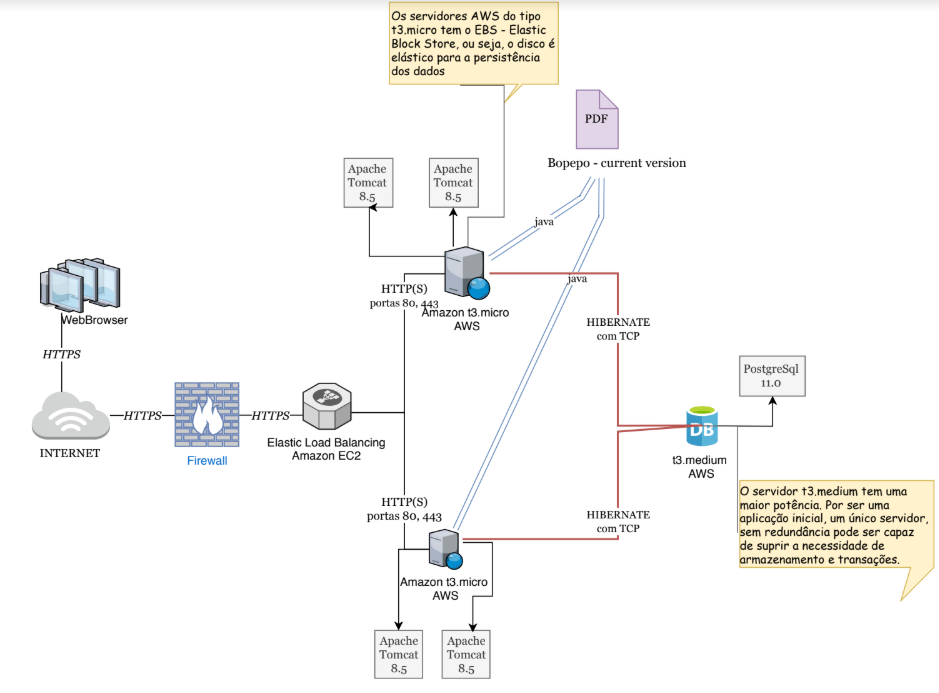 Os servidores AWS do tipo
t3.micro tem o EBS - Elastic
Block Store, ou seja, o disco é
elástico para a persistência
dos dados
PDF
Bopepo - current version
Apache
Tomcat
8.5
Apache
Tomcat
8.5
java
java
WebBrowser
HTTP(S)
portas 80, 443
Amazon t3.micro
AWS
HIBERNATE
com TCP
HTTPS
PostgreSql
11.0
INTERNET
HTTPS
Firewall
HTTPS
Elastic Load Balancing
Amazon EC2
DB
t3.medium
AWS
HTTP(S)
portas 80, 443
HIBERNATE
com TCP
O servidor t3.medium tem uma
maior potência. Por ser uma
aplicação inicial, um único servidor,
sem redundância pode ser capaz
de suprir a necessidade de
armazenamento e transações.
Amazon t3.micro
AWS
Apache
Tomcat
8.5
Apache
Tomcat
8.5